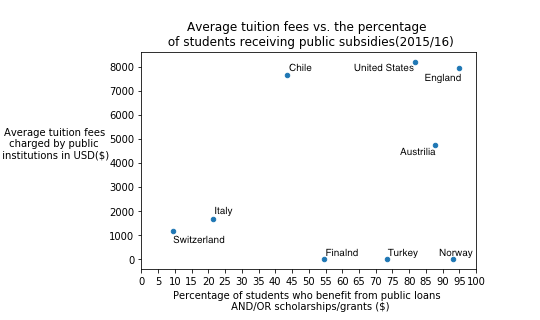 Average tuition fees vs. the percentage
of students receiving public subsidies(2015/16)
Average tuition fees
charged by public
institutions in USD($)
8000
7000
6000
5000
4000
3000
2000
1000
0
Chile
United States
England
Austrilia
Italy
Switzerland
Finalnd
Turkey
Norway
0 5 10 15 20 25 30 35 40 45 50 55 60 65 70 75 80 85 90 95 100
Percentage of students who benefit from public loans
AND/OR scholarships/grants ($)